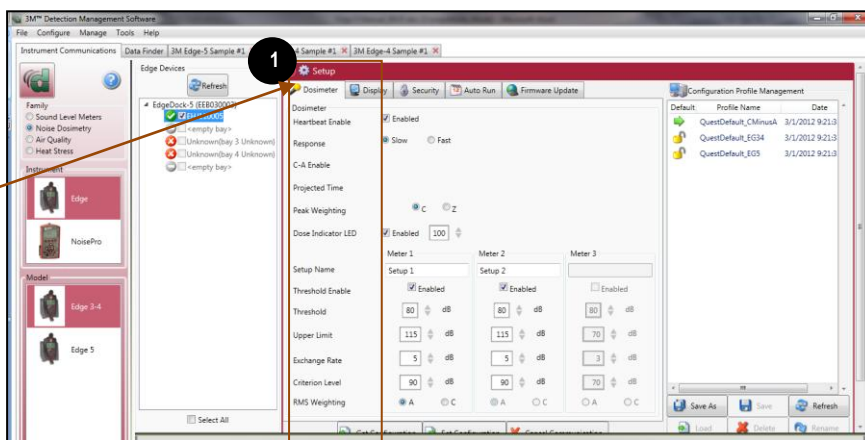 3M™ Detection Management Software
File Configure Manage Tools Help
Instrument Communications Data Finder 3M Edge-5 Sample #1 4 Sample #1 3M Edge-4 Sample #1
1
Family
Sound Level Meters
Noise Dosimetry
Air Quality
Heat Stress
Instrument
Edge
NoisePro
Model
Edge 3-4
Edge 5
Edge Devices
Refresh
EdgeDock-5
<empty bay>
Unknown(bay 3 Unknown)
Unknown(bay 4 Unknown)
<empty bay>
Select All
Setup
Dosimeter Display Security Auto Run Firmware Update
Dosimeter
Heartbeat Enable Enabled
Response Slow Fast
C-A Enable
Projected Time
Peak Weighting C Z
Dose Indicator LED Enabled 100
Meter 1 Meter 2 Meter 3
Setup Name Setup 1 Setup 2
Threshold Enable Enabled Enabled Enabled
Threshold 80 dB 80 dB 80 dB
Upper Limit 115 dB 115 dB 70 dB
Exchange Rate 5 dB 5 dB 3 dB
Criterion Level 90 dB 90 dB 70 dB
RMS Weighting A C A C A C
Get Configuration Set Configuration Cancel Communication
Configuration Profile Management
Default Profile Name Date
QuestDefault_CMinusA 3/1/2012 9:21:3
QuestDefault_EG34 3/1/2012 9:21:3
QuestDefault_EG5 3/1/2012 9:21:3
Save As Save Refresh
Load Delete Rename